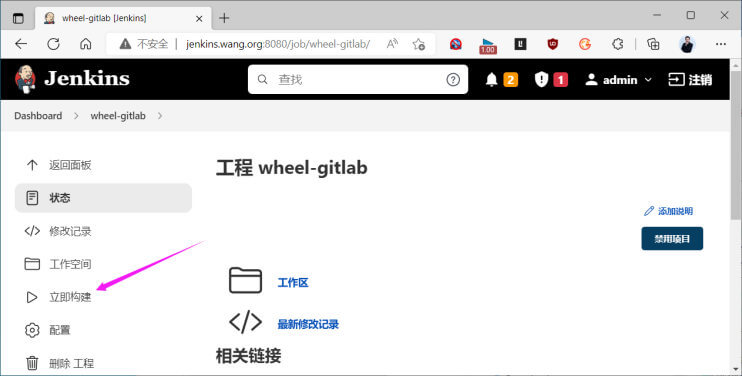 wheel-gitlab [Jenkins]
不安全 | jenkins.wang.org:8080/job/wheel-gitlab/
1.00
Jenkins
查找
2
1
admin
注销
Dashboard
wheel-gitlab
返回面板
状态
修改记录
工作空间
立即构建
配置
删除 工程
工程 wheel-gitlab
添加说明
禁用项目
工作区
最新修改记录
相关链接